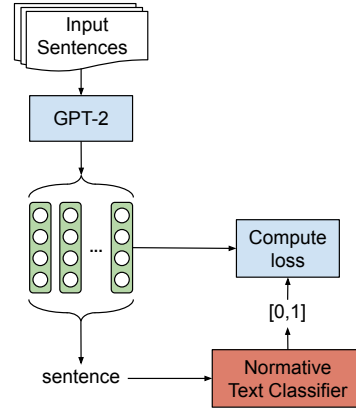 Input
Sentences
GPT-2
...
Compute
loss
[0,1]
sentence
Normative
Text Classifier